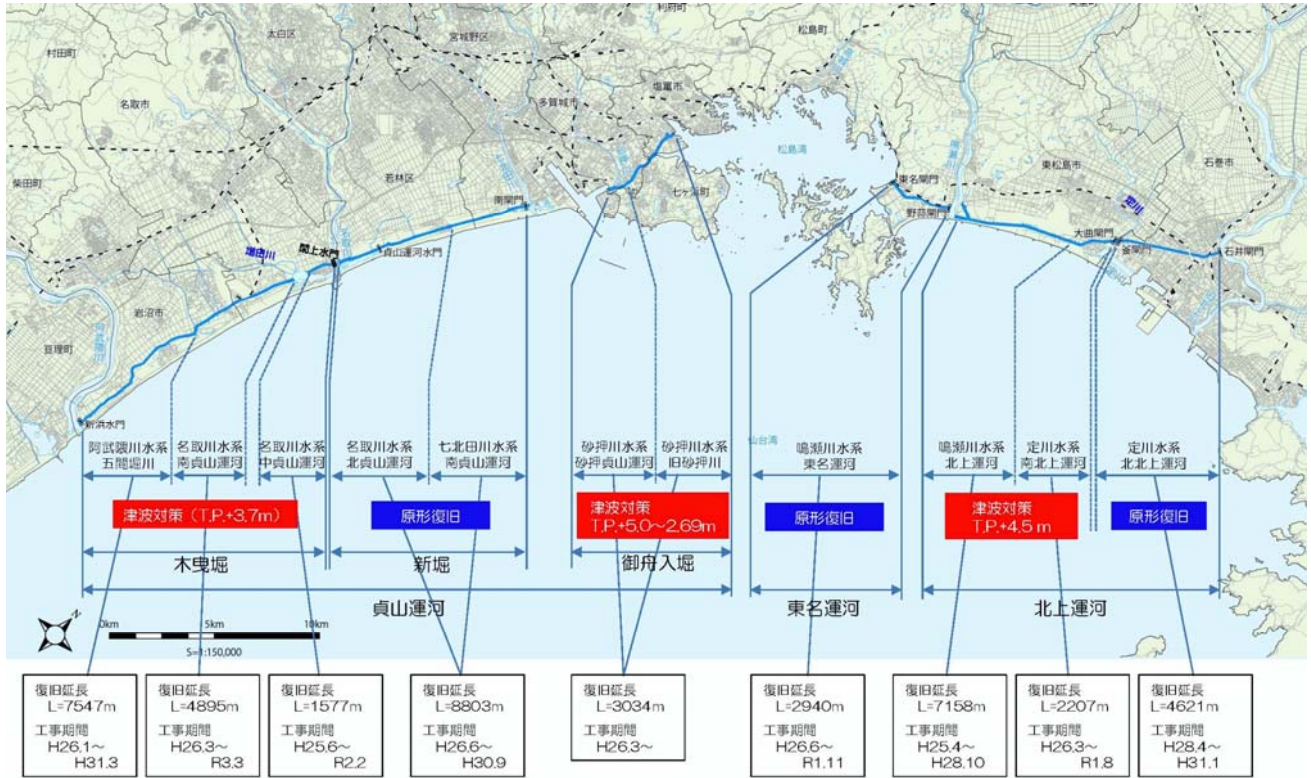 村田町
太白区
宮城野区
利府町
松島町
名取市
多賀城市
塩竈市
柴田町
若林区
七ヶ浜町
松島湾
東松島市
石巻市
南閘門
東名閘門
野蒜閘門
大曲閘門
釜閘門
石井閘門
定川
増田川
閖上水門
貞山運河水門
名取川
鳴瀬川
岩沼市
亘理町
阿武隈川
新浜水門
仙台湾
阿武隈川水系
五間堀川
名取川水系
南貞山運河
名取川水系
中貞山運河
名取川水系
北貞山運河
七北田川水系
南貞山運河
砂押川水系
砂押貞山運河
砂押川水系
旧砂押川
鳴瀬川水系
東名運河
鳴瀬川水系
北上運河
定川水系
南北上運河
定川水系
北北上運河
津波対策（T.P.+3.7m）
原形復旧
津波対策
T.P.+5.0～2.69m
原形復旧
津波対策
T.P.+4.5 m
原形復旧
木曳堀
新堀
御舟入堀
貞山運河
東名運河
北上運河
N
0km
5km
10km
S=1:150,000
復旧延長
L=7547m
工事期間
H26.1～
H31.3
復旧延長
L=4895m
工事期間
H26.3～
R3.3
復旧延長
L=1577m
工事期間
H25.6～
R2.2
復旧延長
L=8803m
工事期間
H26.6～
H30.9
復旧延長
L=3034m
工事期間
H26.3～
復旧延長
L=2940m
工事期間
H26.6～
R1.11
復旧延長
L=7158m
工事期間
H25.4～
H28.10
復旧延長
L=2207m
工事期間
H26.3～
R1.8
復旧延長
L=4621m
工事期間
H28.4～
H31.1